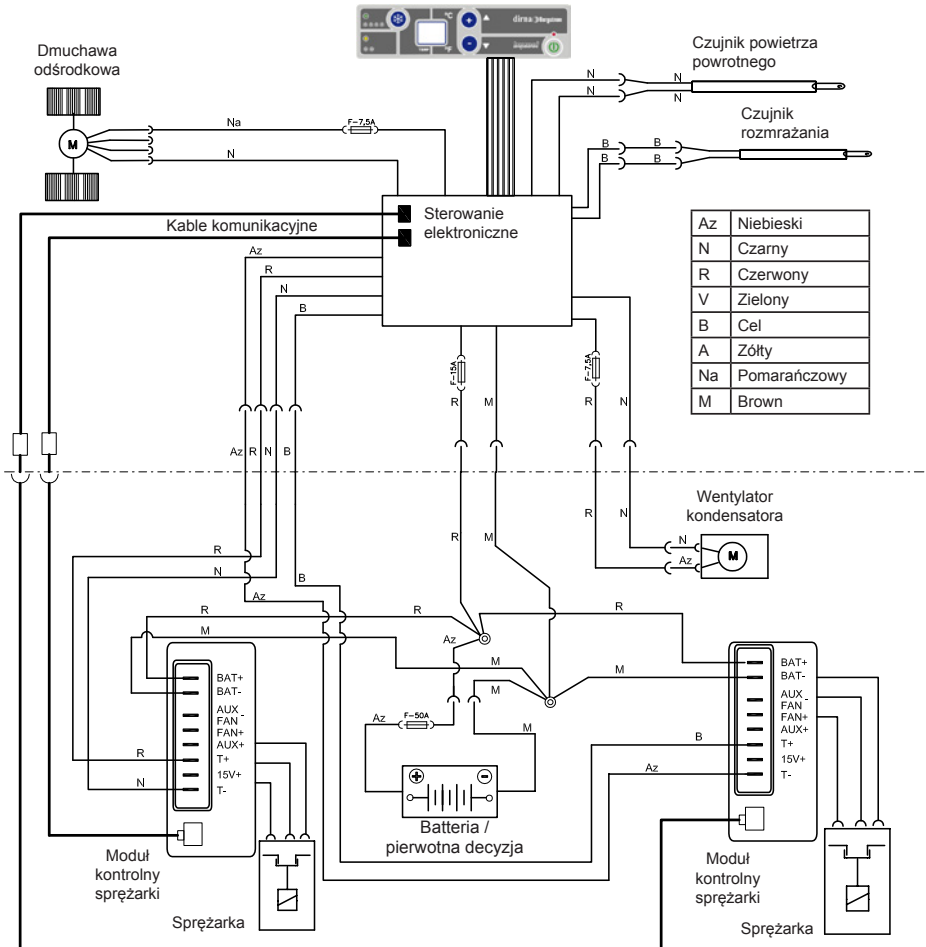 °C
°F
dirna Bergstrom
Dmuchawa
odśrodkowa
M
Na
F-7,5A
N
Czujnik powietrza
powrotnego
N
N
N
N
Czujnik
rozmrażania
B
B
B
B
Kable komunikacyjne
Sterowanie
elektroniczne
Az
R
N
B
Az Niebieski
N Czarny
R Czerwony
V Zielony
B Cel
A Zółty
Na Pomarańczowy
M Brown
F-15A
F-7,5A
R
M
R
N
Az
R
N
B
R
M
R
N
Wentylator
kondensatora
N
Az
M
R
N
B
Az
R
R
R
M
Az
M
M
M
BAT+
BAT-
AUX
FAN -
FAN+
AUX+
T+
15V+
T-
R
N
Az
F-50A
M
B
Az
BAT+
BAT-
AUX -
FAN
FAN+
AUX+
T+
15V+
T-
Batteria /
pierwotna decyzja
Moduł
kontrolny
sprężarki
Sprężarka
Moduł
kontrolny
sprężarki
Sprężarka